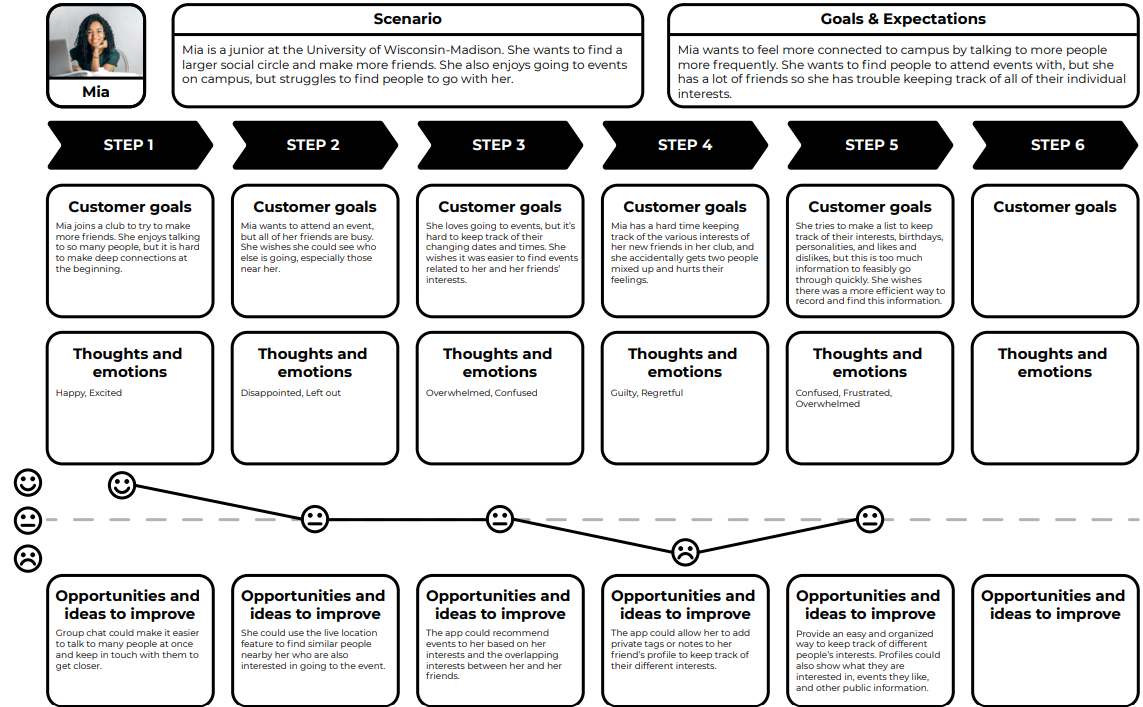 Mia
Scenario
Mia is a junior at the University of Wisconsin-Madison. She wants to find a
larger social circle and make more friends. She also enjoys going to events
on campus, but struggles to find people to go with her.
Goals & Expectations
Mia wants to feel more connected to campus by talking to more people
more frequently. She wants to find people to attend events with, but she
has a lot of friends so she has trouble keeping track of all of their individual
interests.
STEP 1
STEP 2
STEP 3
STEP 4
STEP 5
STEP 6
Customer goals
Mia joins a club to try to make
more friends. She enjoys talking
to so many people, but it is hard
to make deep connections at
the beginning.
Customer goals
Mia wants to attend an event,
but all of her friends are busy.
She wishes she could see who
else is going, especially those
near her.
Customer goals
She loves going to events, but it's
hard to keep track of their
changing dates and times. She
wishes it was easier to find events
related to her and her friends'
interests.
Customer goals
Mia has a hard time keeping
track of the various interests of
her new friends in her club, and
she accidentally gets two people
mixed up and hurts their
feelings.
Customer goals
She tries to make a list to keep
track of their interests, birthdays,
personalities, and likes and
dislikes, but this is too much
information to feasibly go
through quickly. She wishes
there was a more efficient way to
record and find this information.
Customer goals
Thoughts and
emotions
Happy, Excited
Thoughts and
emotions
Disappointed, Left out
Thoughts and
emotions
Overwhelmed, Confused
Thoughts and
emotions
Guilty, Regretful
Thoughts and
emotions
Confused, Frustrated,
Overwhelmed
Thoughts and
emotions
Opportunities and
ideas to improve
Group chat could make it easier
to talk to many people at once
and keep in touch with them to
get closer.
Opportunities and
ideas to improve
She could use the live location
feature to find similar people
nearby her who are also
interested in going to the event.
Opportunities and
ideas to improve
The app could recommend
events to her based on her
interests and the overlapping
interests between her and her
friends.
Opportunities and
ideas to improve
The app could allow her to add
private tags or notes to her
friend's profile to keep track of
their different interests.
Opportunities and
ideas to improve
Provide an easy and organized
way to keep track of different
people's interests. Profiles could
also show what they are
interested in, events they like,
and other public information.
Opportunities and
ideas to improve